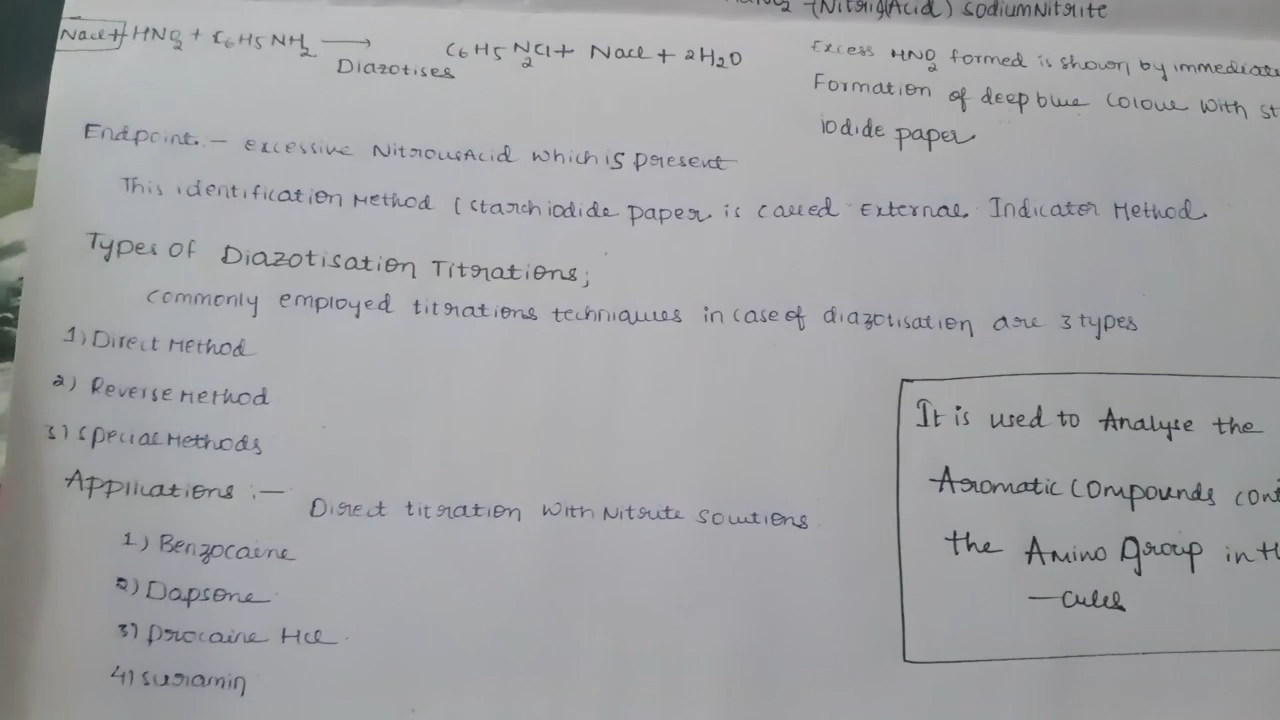 -(Nitrig(Acid) SodiumNitrite
NaCl + HNO2 + C6H5NH2 ⟶ C6H5N2Cl + NaCl + 2H2O
Diazotises
Excess HNO2 formed is shown by immediate
Formation of deep blue colour with st
iodide paper
Endpoint :- excessive NitrousAcid which is present
This identification Method (starch iodide paper is called External Indicator Method
Types Of Diazotisation Titrations;
commonly employed titrations techniques in case of diazotisation are 3 types
1) Direct Method
2) Reverse Method
3) Special Methods
Applications :- Direct titration with Nitrute solutions
1) Benzocaine
2) Dapsone
3) procaine Hcl
4) suramin
It is used to Analyse the
Aromatic Compounds cont
the Amino Group in th
-cules